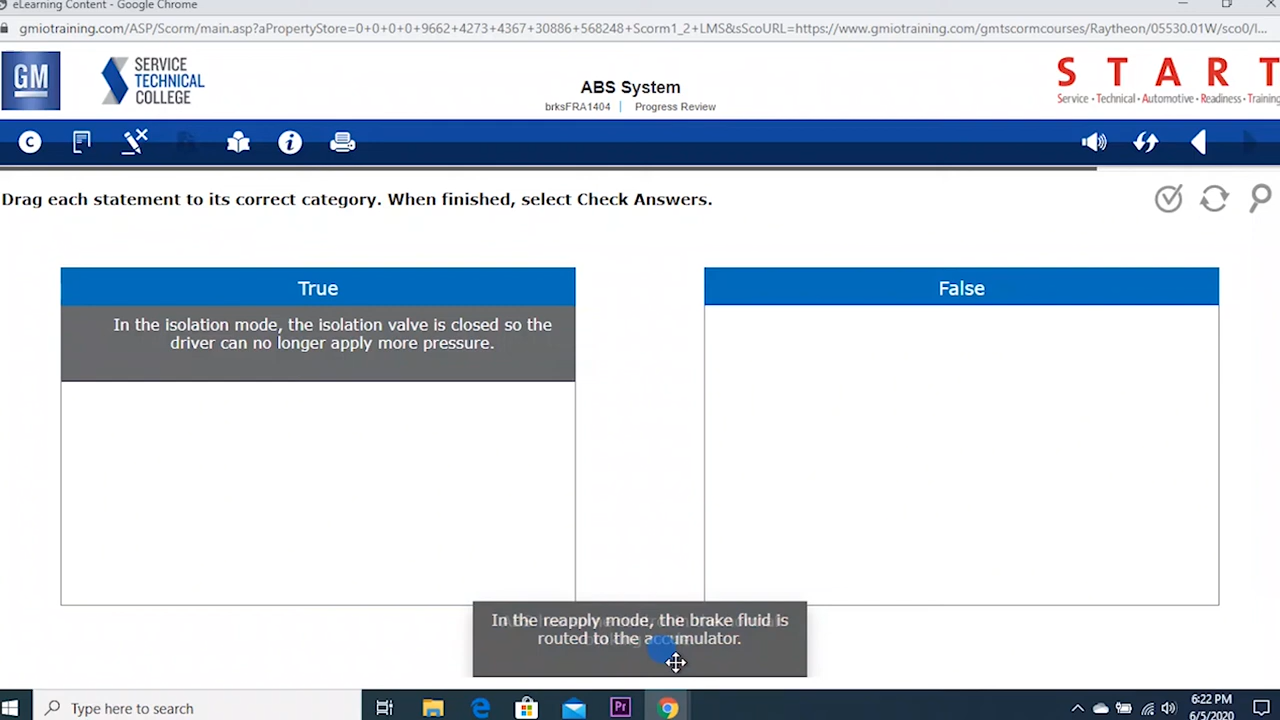 eLearning Content - Google Chrome
gmiotraining.com/ASP/Scorm/main.asp?aPropertyStore=0+0+0+0+9662+4273+4367+30886+568248+Scorm1_2+LMS&sScoURL=https://www.gmiotraining.com/gmtscormcourses/Raytheon/05530.01W/sco0/I...
GM
SERVICE
TECHNICAL
COLLEGE
ABS System
brksFRA1404 | Progress Review
START
Service • Technical • Automotive • Readiness • Training
C
Drag each statement to its correct category. When finished, select Check Answers.
True
False
In the isolation mode, the isolation valve is closed so the
driver can no longer apply more pressure.
In the reapply mode, the brake fluid is
routed to the accumulator.
Type here to search
Pr
6:22 PM
6/5/2020